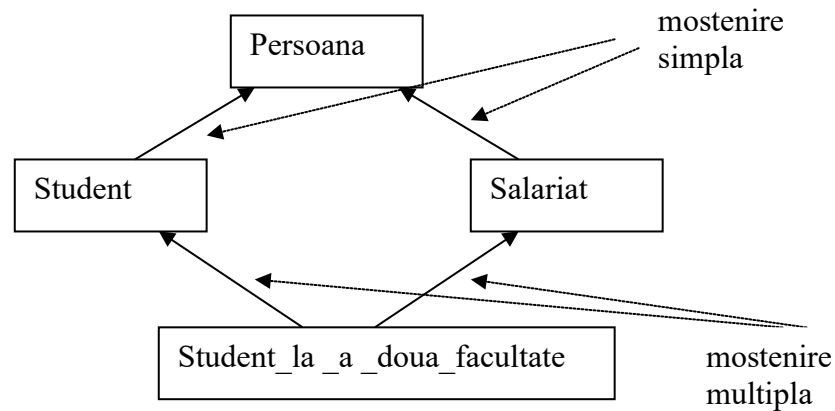 Persoana
mostenire
simpla
Student
Salariat
Student_la _a _doua_facultate
mostenire
multipla